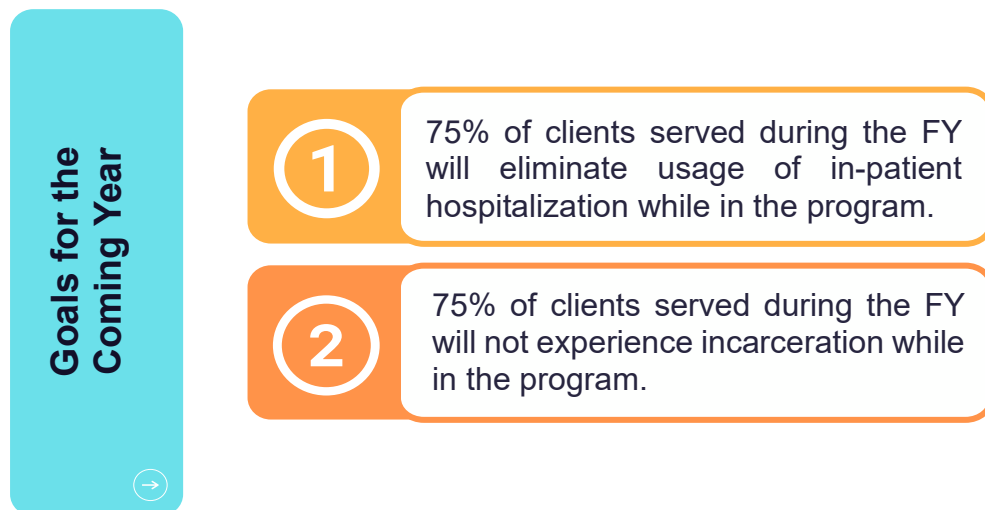 Goals for the
Coming Year
1
75% of clients served during the FY
will eliminate usage of in-patient
hospitalization while in the program.
2
75% of clients served during the FY
will not experience incarceration while
in the program.